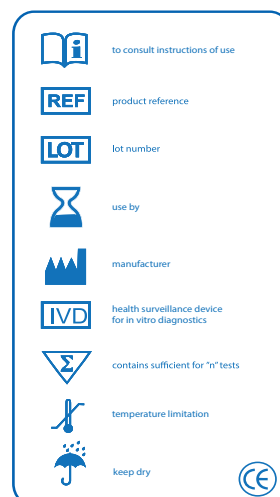 i
to consult instructions of use
REF
product reference
LOT
lot number
use by
manufacturer
IVD
health surveillance device
for in vitro diagnostics
Σ
contains sufficient for "n" tests
temperature limitation
keep dry
CE